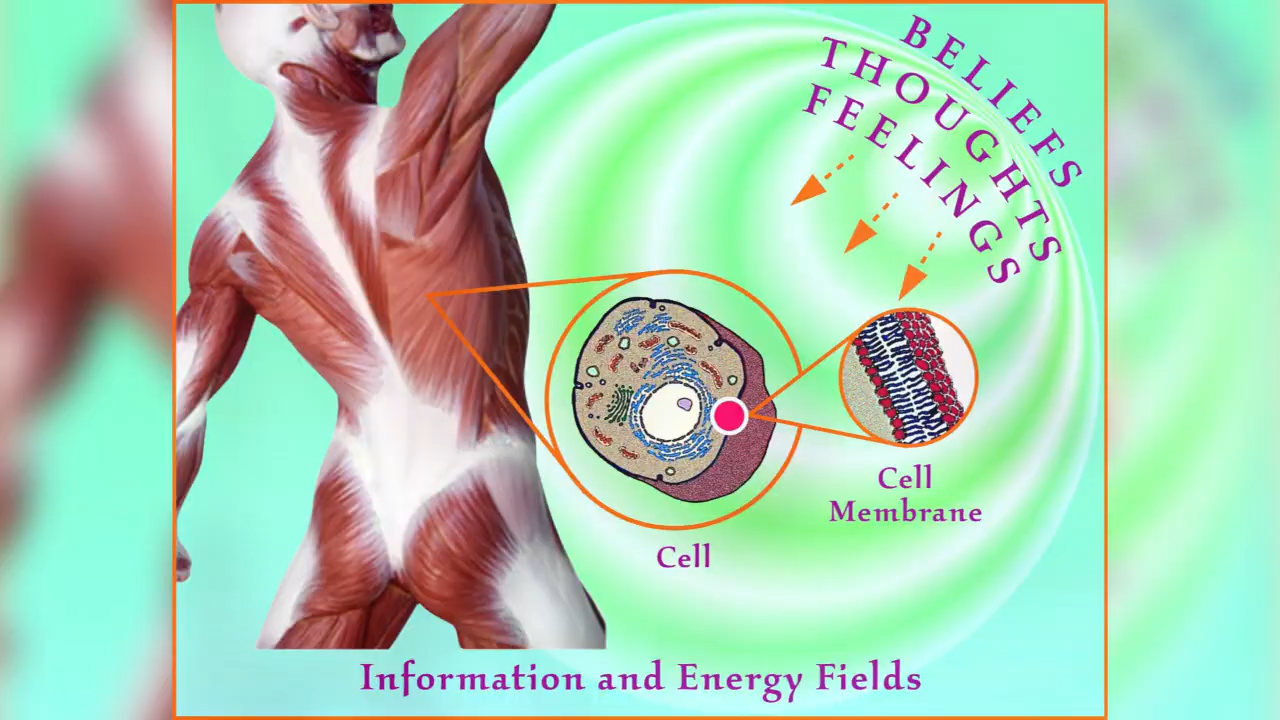 BELIEFS
THOUGHTS
FEELINGS
Cell
Membrane
Cell
Information and Energy Fields